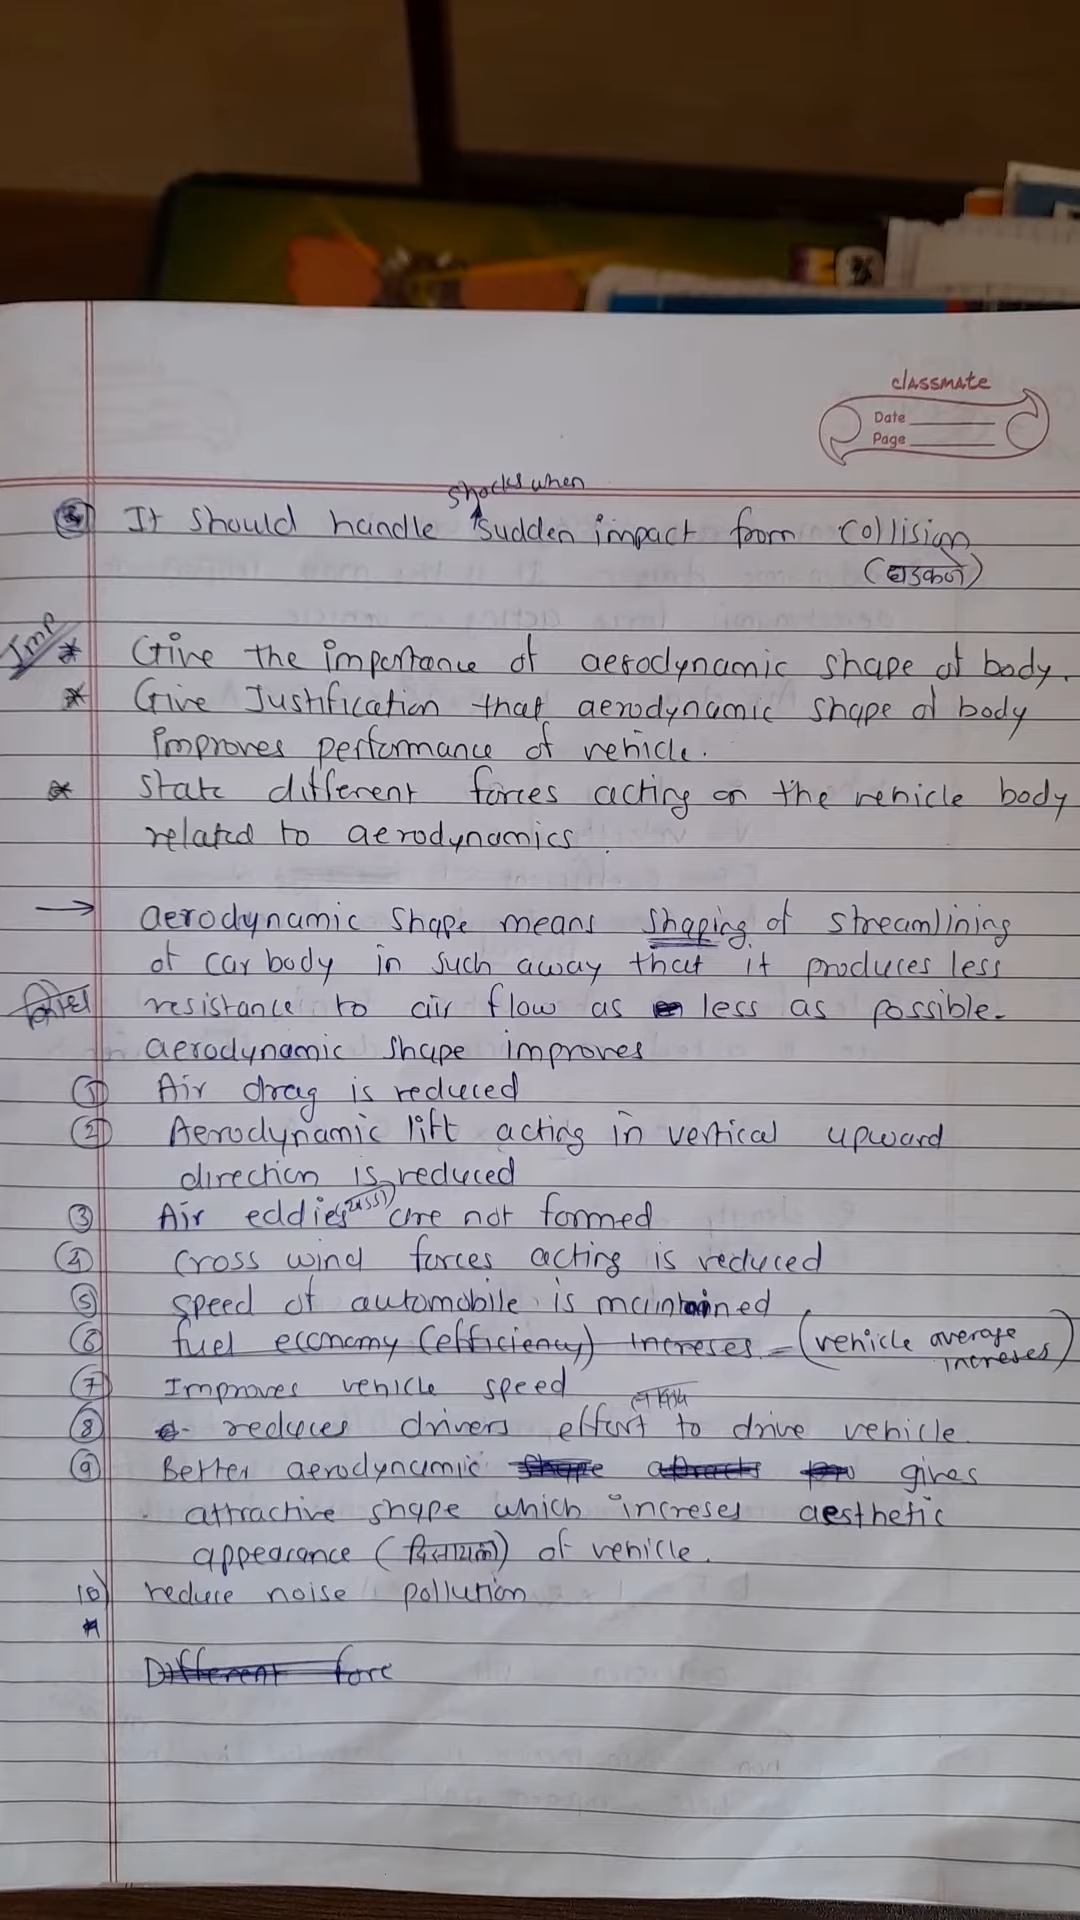 classmate
Date
Page
shocks when
It should handle sudden impact from collision
(धडकने)
Imp
* Give the importance of aerodynamic shape of body.
* Give Justification that aerodynamic shape of body
improves performance of vehicle.
* State different forces acting on the vehicle body
related to aerodynamics.
→ aerodynamic shape means shaping of streamlining
of car body in such away that it produces less
resistance to air flow as less as possible.
aerodynamic shape improves
① Air drag is reduced
② Aerodynamic lift acting in vertical upward
direction is reduced
③ Air eddies are not formed
④ cross wind forces acting is reduced
⑤ speed of automobile is maintained
⑥ fuel economy (efficiency) increses - (vehicle average
increses)
⑦ Improves vehicle speed
⑧ reduces drivers effort to drive vehicle
⑨ Better aerodynamic gives
attractive shape which increses aesthetic
appearance ( ) of vehicle.
10) reduce noise pollution
*
Different forc